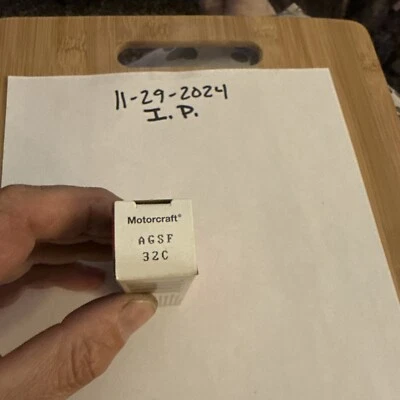 11-29-2024
I.P.
Motorcraft®
AGSF
32C